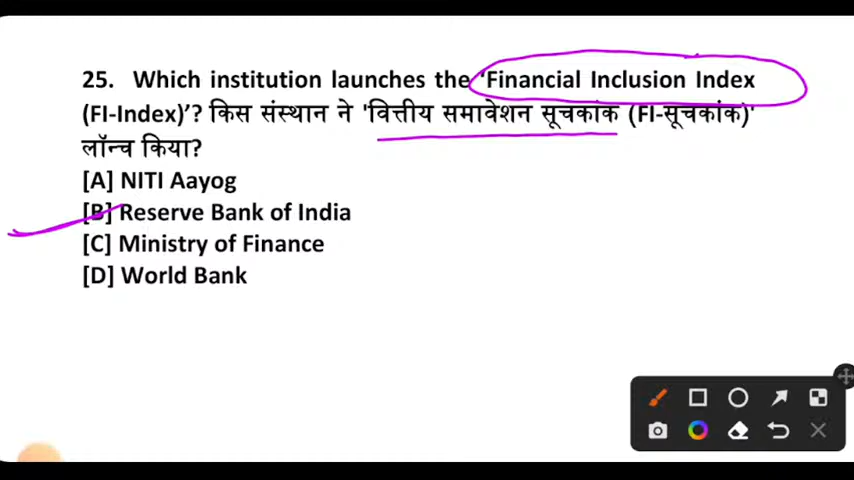 25. Which institution launches the ‘Financial Inclusion Index
(FI-Index)’? किस संस्थान ने 'वित्तीय समावेशन सूचकांक (FI-सूचकांक)'
लॉन्च किया?
[A] NITI Aayog
[B] Reserve Bank of India
[C] Ministry of Finance
[D] World Bank